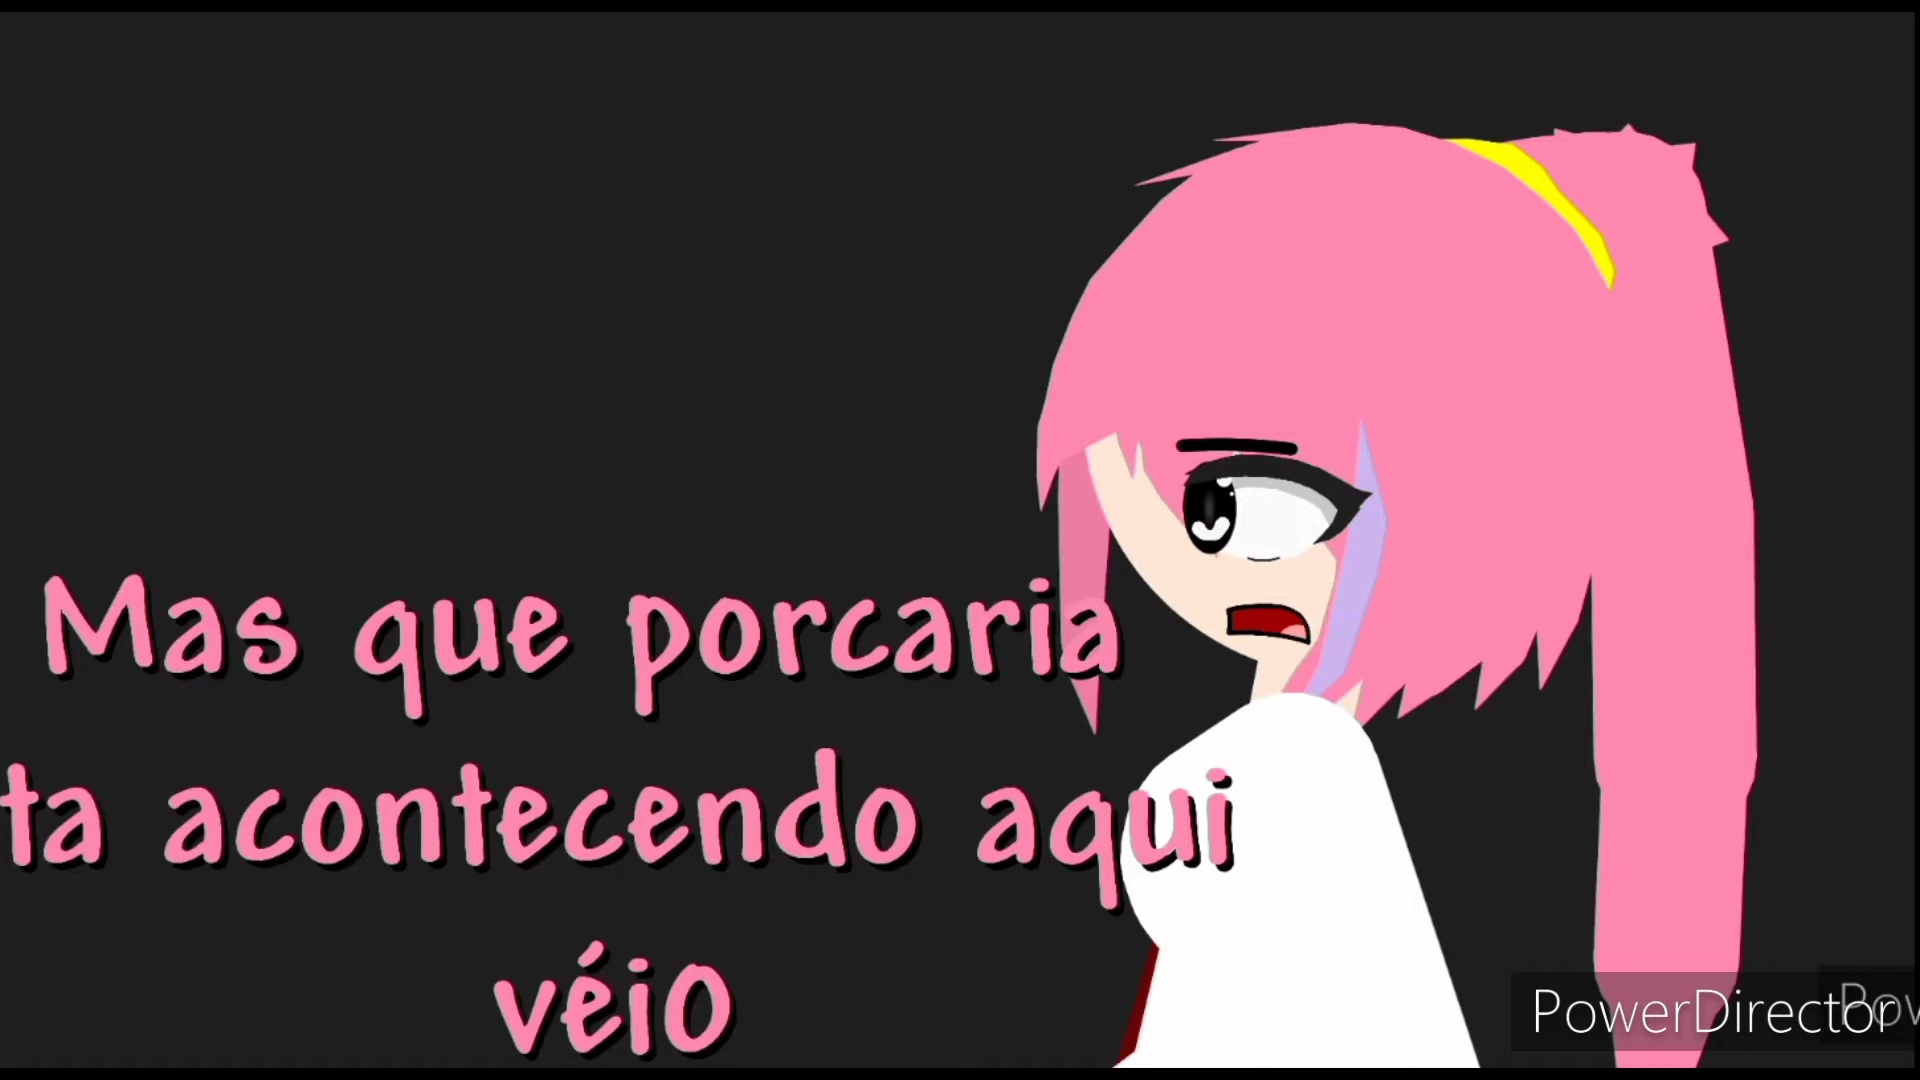 Mas que porcaria
ta acontecendo aqui
véio
PowerDirector